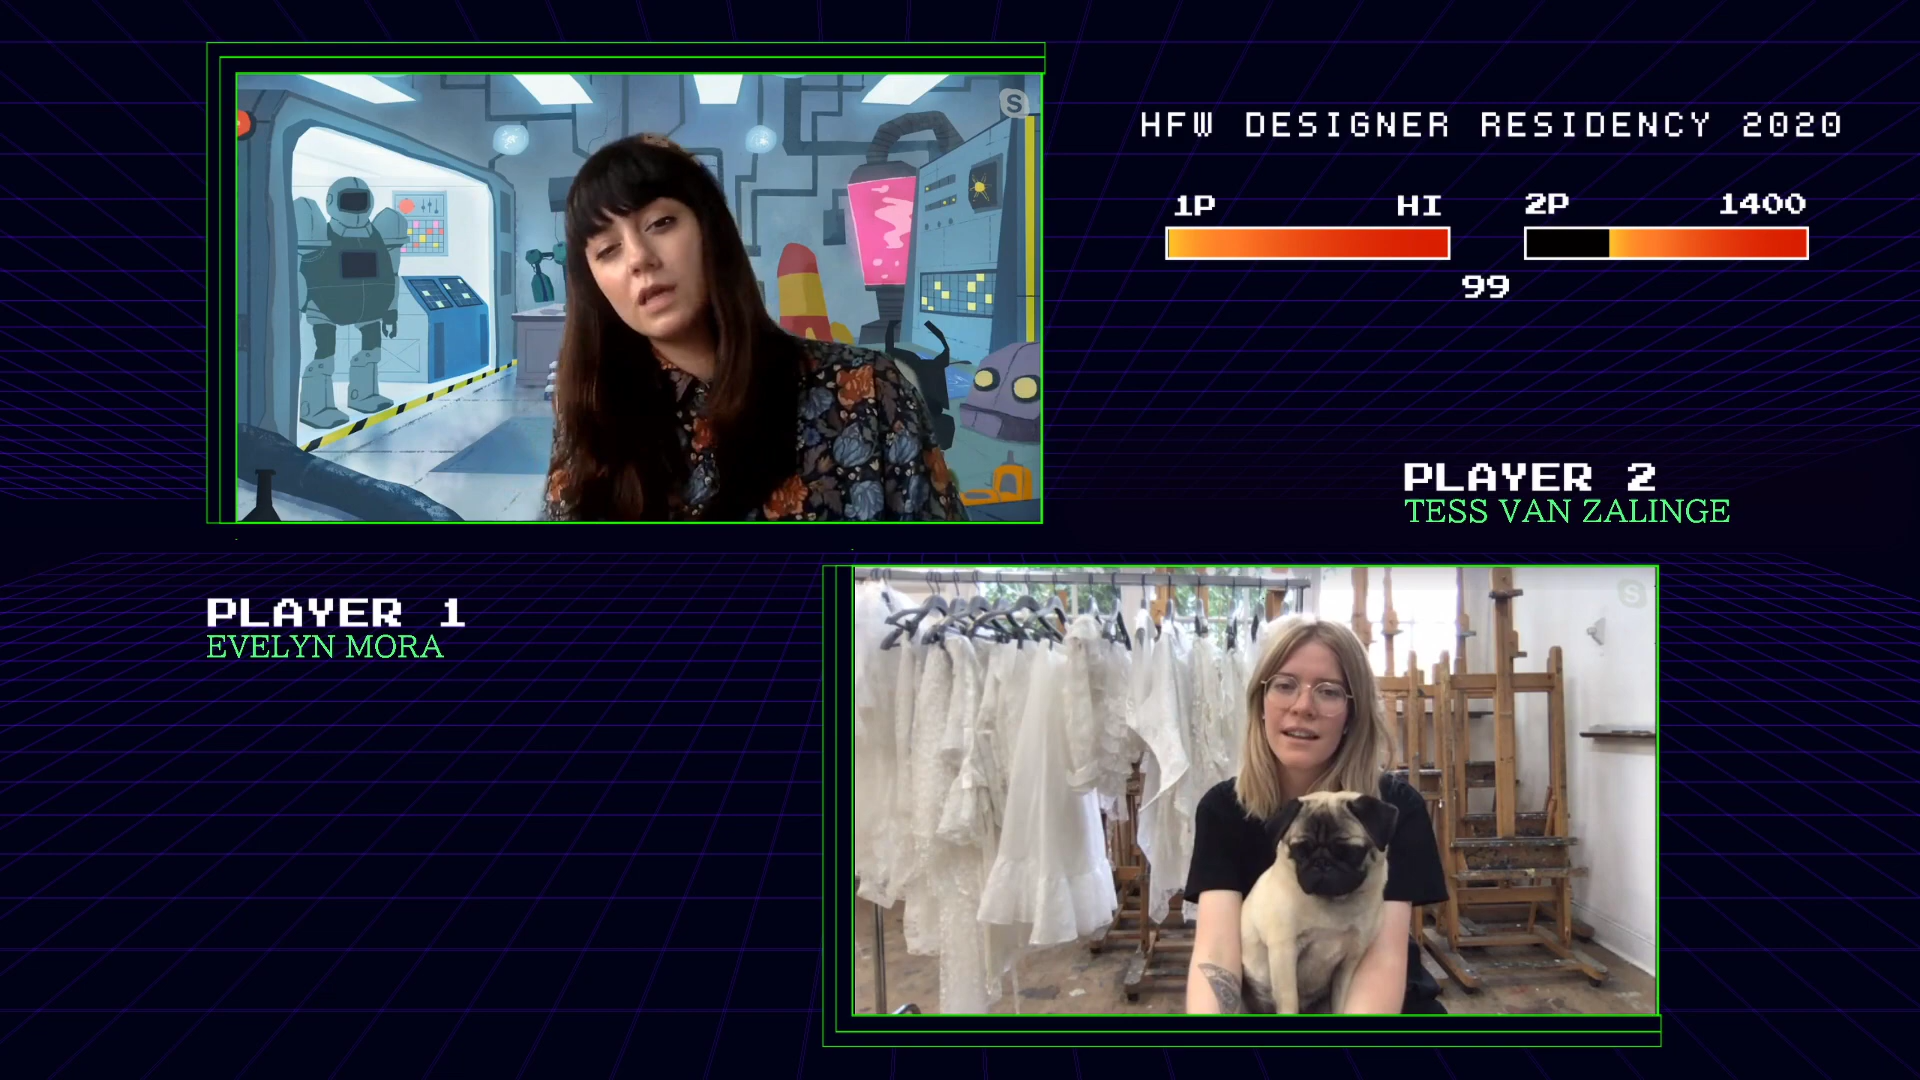 HFW DESIGNER RESIDENCY 2020
1P HI 2P 1400
99
PLAYER 2
TESS VAN ZALINGE
PLAYER 1
EVELYN MORA
S
S